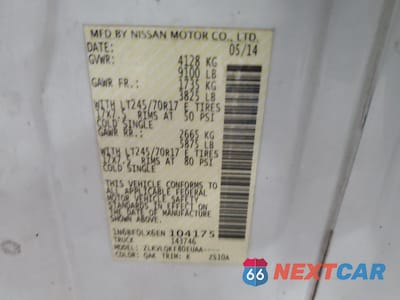 MFD BY NISSAN MOTOR CO., LTD.
DATE: 05/14
GVWR: 4128 KG
9100 LB
GAWR FR.: 1735 KG
3825 LB
WITH LT245/70R17 E TIRES
17X7.5 RIMS AT 50 PSI
COLD SINGLE
GAWR RR.: 2665 KG
5875 LB
WITH LT245/70R17 E TIRES
17X7.5 RIMS AT 80 PSI
COLD SINGLE
THIS VEHICLE CONFORMS TO
ALL APPLICABLE FEDERAL
MOTOR VEHICLE SAFETY
STANDARDS IN EFFECT ON THE
DATE OF MANUFACTURE
SHOWN ABOVE.
1N6BF0LX6EN 104175
TRUCK 143746
MODEL:
COLOR: QAK TRIM: K
66 NEXTCAR